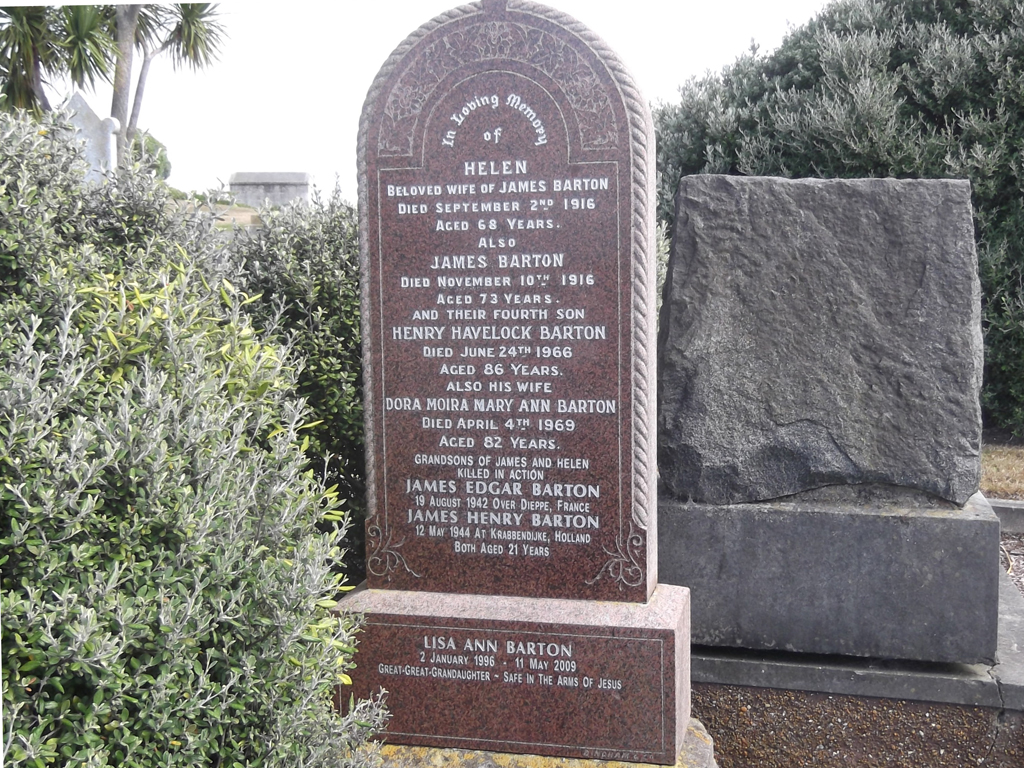 In Loving Memory
of
HELEN
BELOVED WIFE OF JAMES BARTON
DIED SEPTEMBER 2ND 1916
AGED 68 YEARS.
ALSO
JAMES BARTON
DIED NOVEMBER 10TH 1916
AGED 73 YEARS.
AND THEIR FOURTH SON
HENRY HAVELOCK BARTON
DIED JUNE 24TH 1966
AGED 86 YEARS.
ALSO HIS WIFE
DORA MOIRA MARY ANN BARTON
DIED APRIL 4TH 1969
AGED 82 YEARS.
GRANDSONS OF JAMES AND HELEN
KILLED IN ACTION
JAMES EDGAR BARTON
19 AUGUST 1942 OVER DIEPPE, FRANCE
JAMES HENRY BARTON
12 MAY 1944 AT KRABBENDIJKE, HOLLAND
BOTH AGED 21 YEARS
LISA ANN BARTON
2 JANUARY 1996 - 11 MAY 2009
GREAT-GREAT-GRANDAUGHTER ~ SAFE IN THE ARMS OF JESUS